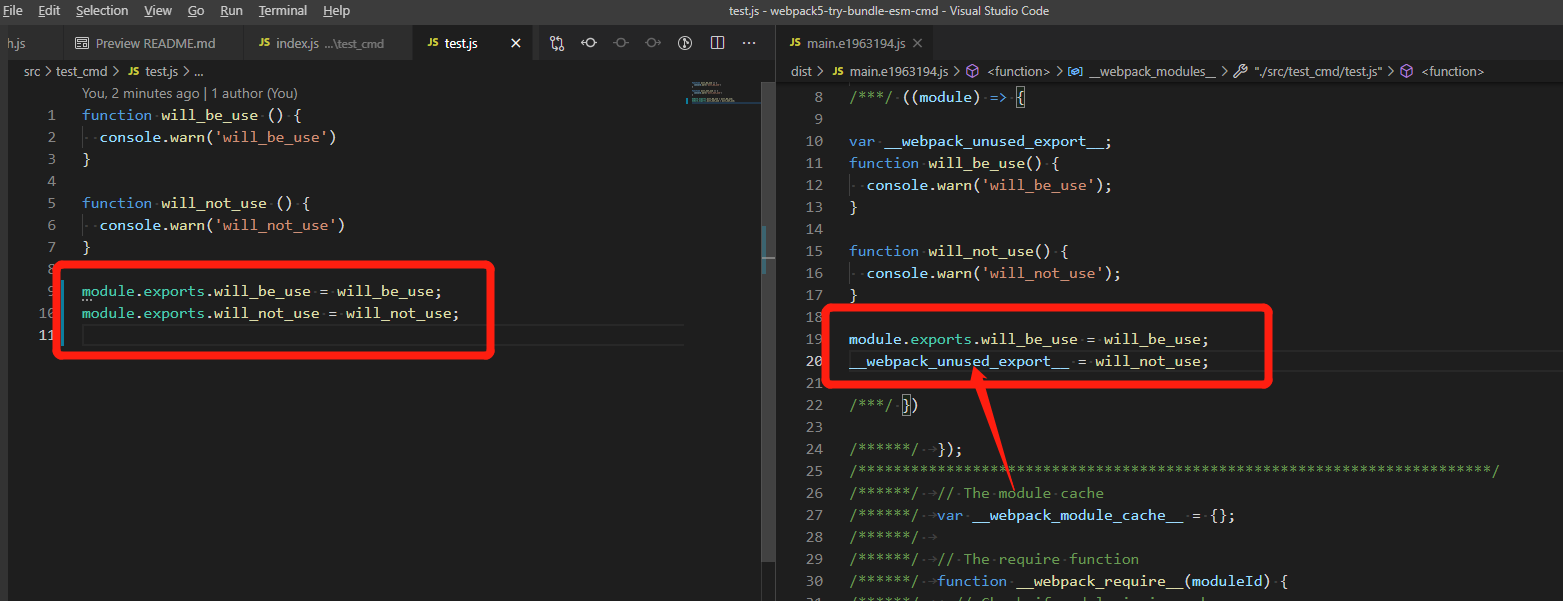 File Edit Selection View Go Run Terminal Help
test.js - webpack5-try-bundle-esm-cmd - Visual Studio Code
h.js Preview README.md JS index.js ...\test_cmd JS test.js ✕ ···
src > test_cmd > JS test.js > ...
You, 2 minutes ago | 1 author (You)
1 function will_be_use () {
2 console.warn('will_be_use')
3 }
4
5 function will_not_use () {
6 console.warn('will_not_use')
7 }
8
9 module.exports.will_be_use = will_be_use;
10 module.exports.will_not_use = will_not_use;
11
JS main.e1963194.js ✕
dist > JS main.e1963194.js > <function> > __webpack_modules__ > "./src/test_cmd/test.js" > <function>
8 /***/ ((module) => {
9
10 var __webpack_unused_export__;
11 function will_be_use() {
12 console.warn('will_be_use');
13 }
14
15 function will_not_use() {
16 console.warn('will_not_use');
17 }
18
19 module.exports.will_be_use = will_be_use;
20 __webpack_unused_export__ = will_not_use;
21
22 /***/ })
23
24 /******/ });
25 /************************************************************************/
26 /******/ // The module cache
27 /******/ var __webpack_module_cache__ = {};
28 /******/
29 /******/ // The require function
30 /******/ function __webpack_require__(moduleId) {